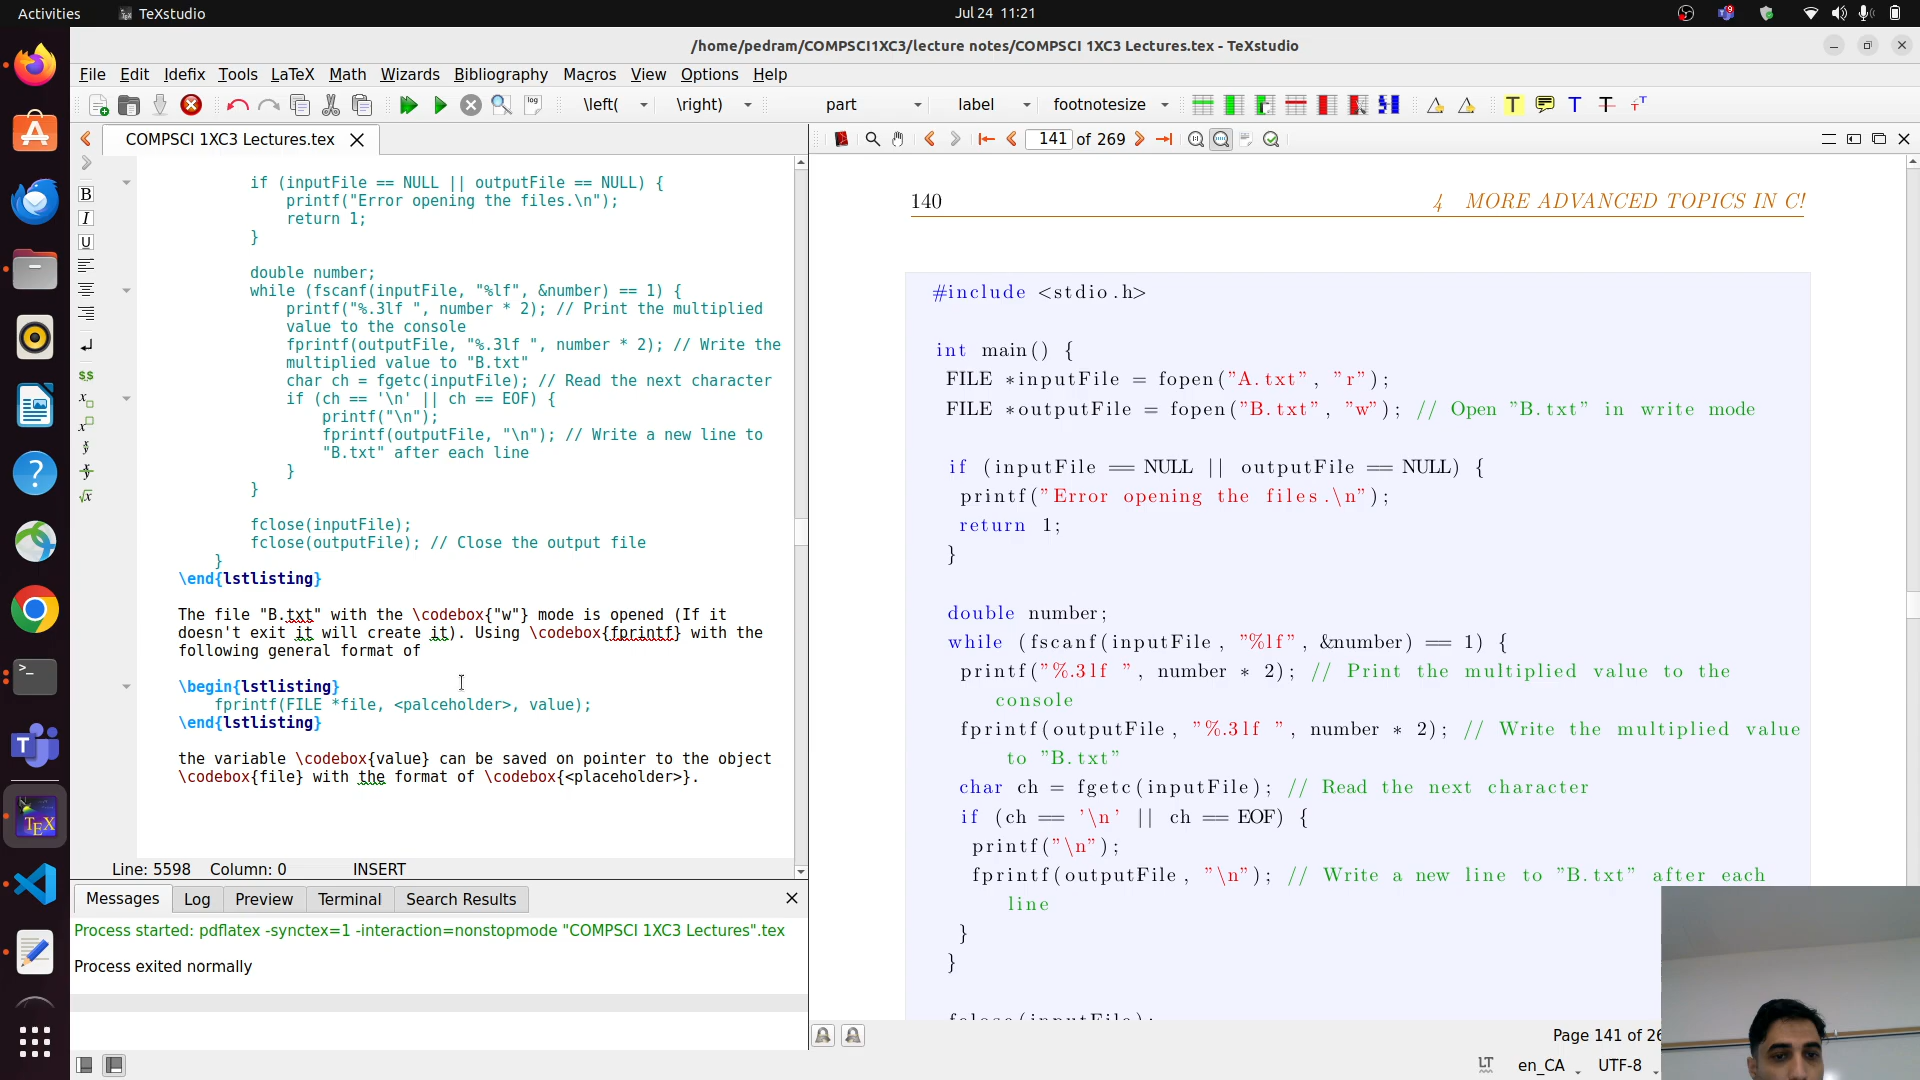 Activities
TeXstudio
Jul 24 11:21
/home/pedram/COMPSCI1XC3/lecture notes/COMPSCI 1XC3 Lectures.tex - TeXstudio
File Edit Idefix Tools LaTeX Math Wizards Bibliography Macros View Options Help
\left( \right) part label footnotesize
COMPSCI 1XC3 Lectures.tex
141 of 269
if (inputFile == NULL || outputFile == NULL) {
printf("Error opening the files.\n");
return 1;
}
double number;
while (fscanf(inputFile, "%lf", &number) == 1) {
printf("%.3lf ", number * 2); // Print the multiplied
value to the console
fprintf(outputFile, "%.3lf ", number * 2); // Write the
multiplied value to "B.txt"
char ch = fgetc(inputFile); // Read the next character
if (ch == '\n' || ch == EOF) {
printf("\n");
fprintf(outputFile, "\n"); // Write a new line to
"B.txt" after each line
}
}
fclose(inputFile);
fclose(outputFile); // Close the output file
}
\end{lstlisting}
The file "B.txt" with the \codebox{"w"} mode is opened (If it
doesn't exit it will create it). Using \codebox{fprintf} with the
following general format of
\begin{lstlisting}
fprintf(FILE *file, <palceholder>, value);
\end{lstlisting}
the variable \codebox{value} can be saved on pointer to the object
\codebox{file} with the format of \codebox{<placeholder>}.
Line: 5598 Column: 0 INSERT
Messages Log Preview Terminal Search Results
Process started: pdflatex -synctex=1 -interaction=nonstopmode "COMPSCI 1XC3 Lectures".tex
Process exited normally
140 4 MORE ADVANCED TOPICS IN C!
#include <stdio.h>
int main() {
FILE *inputFile = fopen("A.txt", "r");
FILE *outputFile = fopen("B.txt", "w"); // Open "B.txt" in write mode
if (inputFile == NULL || outputFile == NULL) {
printf("Error opening the files.\n");
return 1;
}
double number;
while (fscanf(inputFile, "%lf", &number) == 1) {
printf("%.3lf ", number * 2); // Print the multiplied value to the
console
fprintf(outputFile, "%.3lf ", number * 2); // Write the multiplied value
to "B.txt"
char ch = fgetc(inputFile); // Read the next character
if (ch == '\n' || ch == EOF) {
printf("\n");
fprintf(outputFile, "\n"); // Write a new line to "B.txt" after each
line
}
}
Page 141 of
en_CA UTF-8